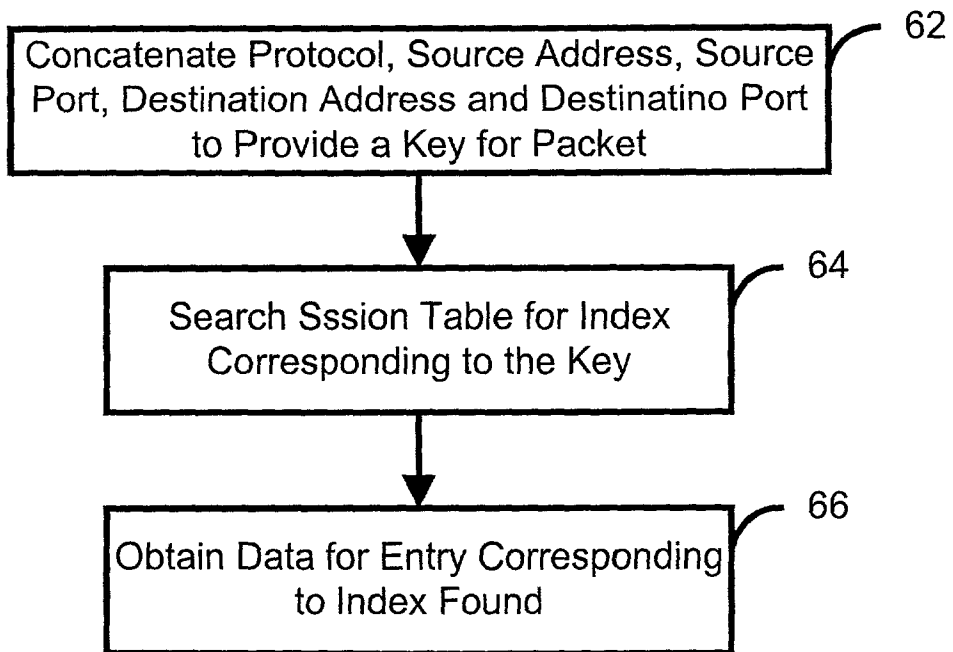 62
Concatenate Protocol, Source Address, Source
Port, Destination Address and Destinatino Port
to Provide a Key for Packet
64
Search Sssion Table for Index
Corresponding to the Key
66
Obtain Data for Entry Corresponding
to Index Found